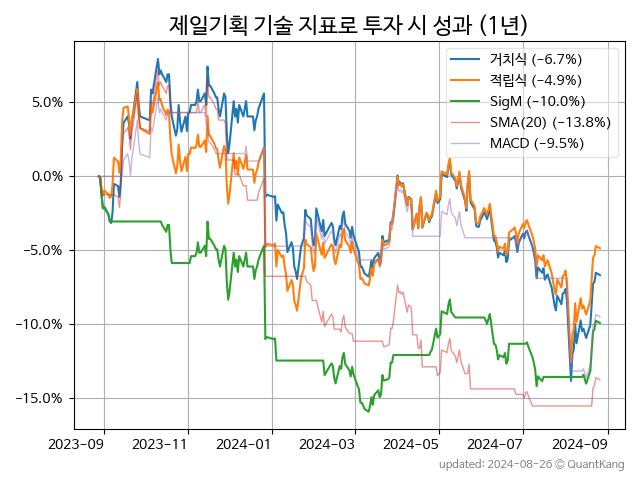 제일기획 기술 지표로 투자 시 성과 (1년)
거치식 (−6.7%)
적립식 (−4.9%)
SigM (−10.0%)
SMA(20) (−13.8%)
MACD (−9.5%)
5.0%
0.0%
−5.0%
−10.0%
−15.0%
2023-09 2023-11 2024-01 2024-03 2024-05 2024-07 2024-09
updated: 2024-08-26 © QuantKang